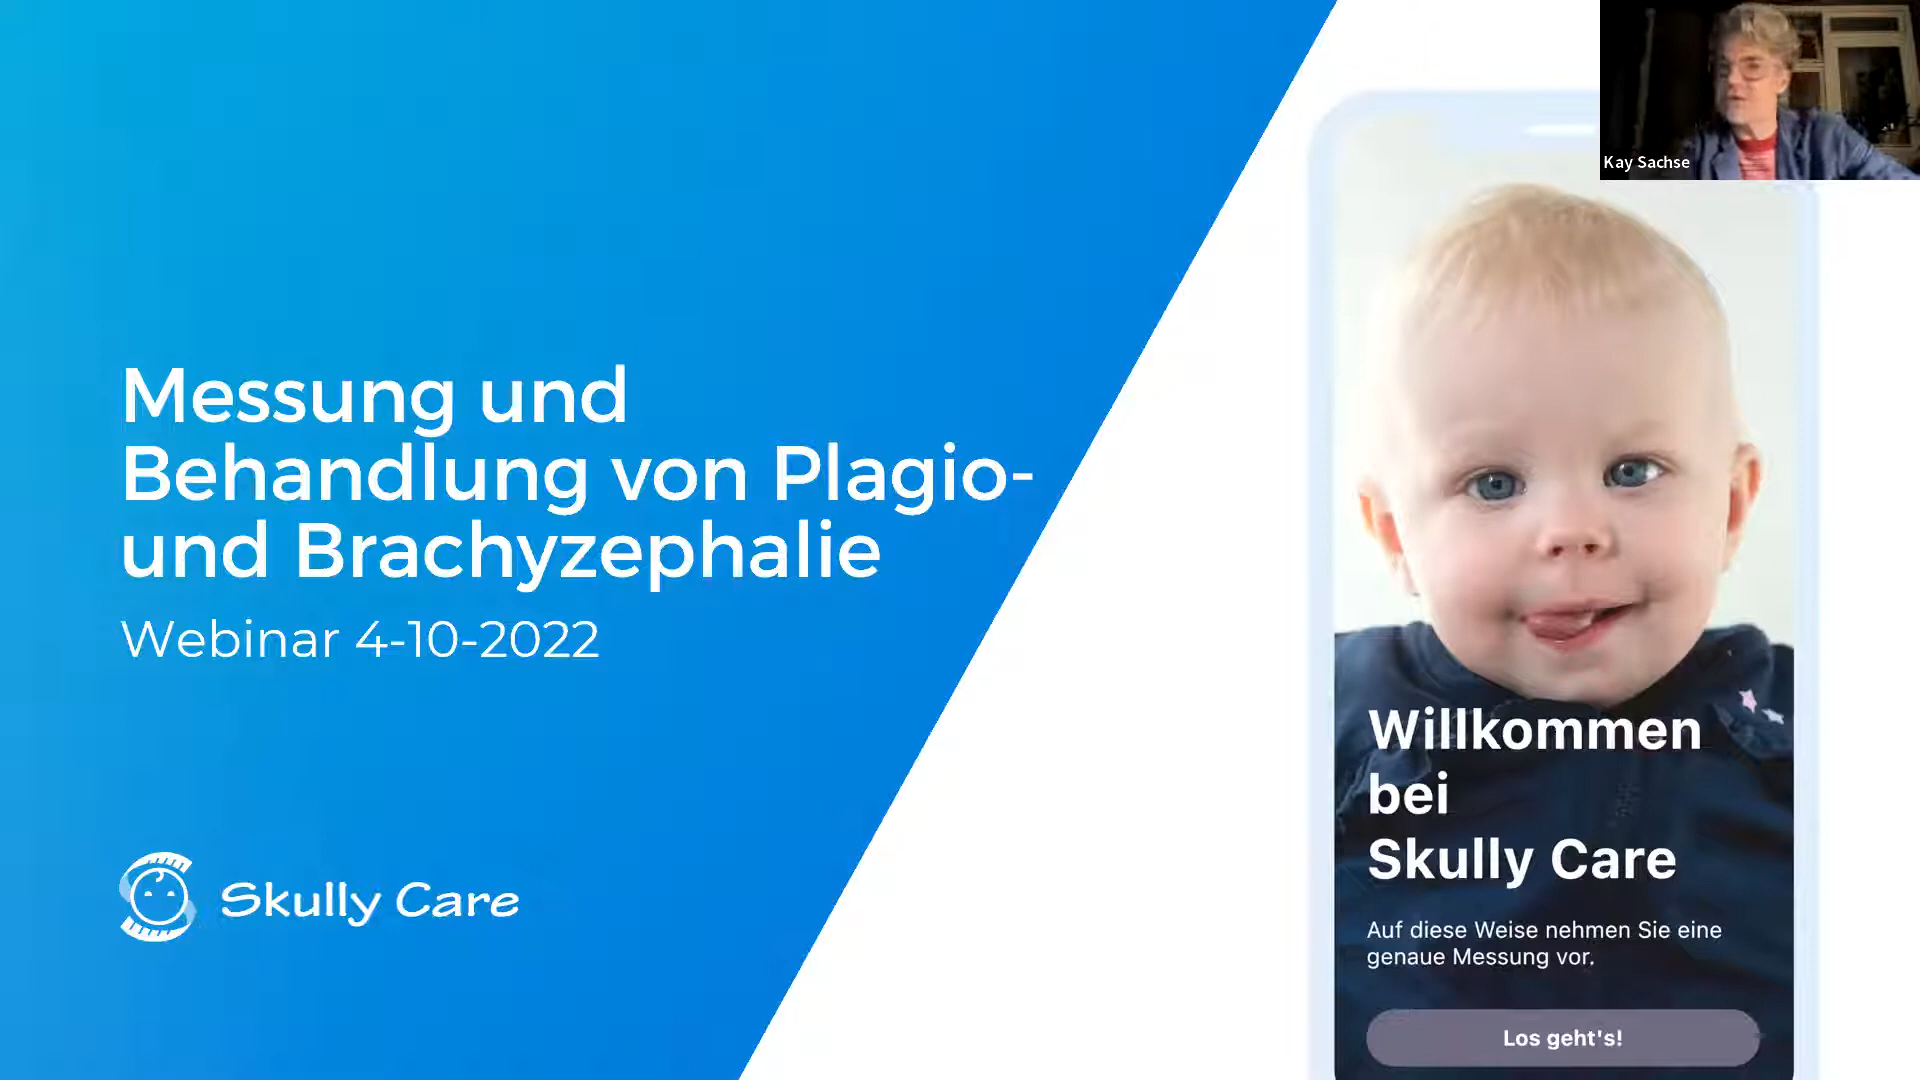 Messung und
Behandlung von Plagio-
und Brachyzephalie
Webinar 4-10-2022
Skully Care
Kay Sachse
Willkommen
bei
Skully Care
Auf diese Weise nehmen Sie eine
genaue Messung vor.
Los geht's!